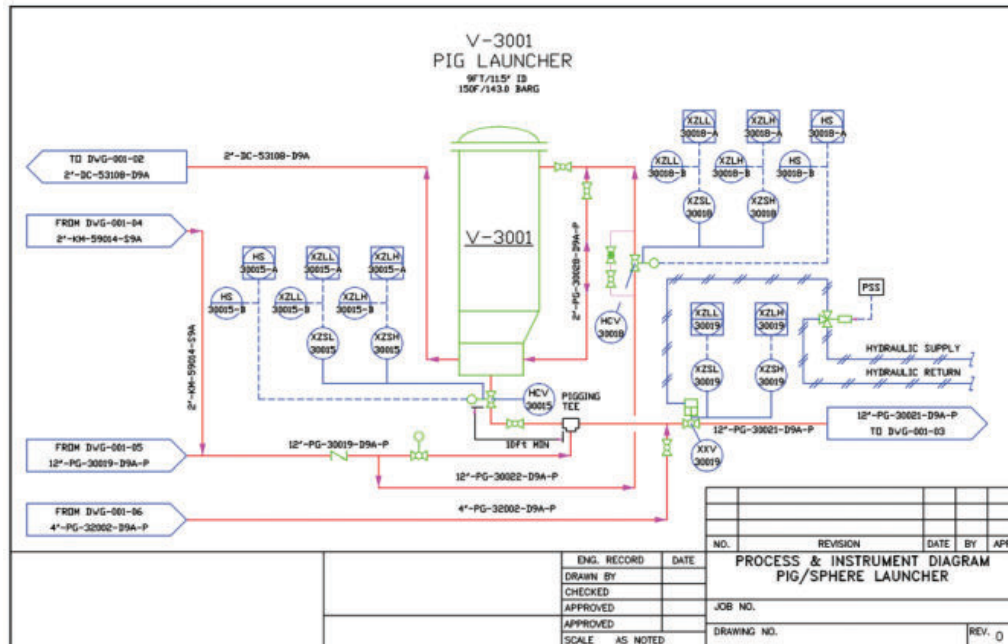 V-3001
PIG LAUNCHER
9FT/115" ID
150F/143.0 BARG
TO DWG-001-02
2"-DC-53108-D9A
2"-DC-53108-D9A
FROM DWG-001-04
2"-KH-59014-S9A
2"-KH-59014-S9A
V-3001
2"-PG-30028-D9A-P
XZLL
30018-A
XZLH
30018-A
HS
30018-A
XZLL
30018-B
XZLH
30018-B
HS
30018-B
XZSL
30018
XZSH
30018
HCV
30018
HS
30015-A
XZLL
30015-A
XZLH
30015-A
HS
30015-B
XZLL
30015-B
XZLH
30015-B
XZSL
30015
XZSH
30015
HCV
30015
PIGGING
TEE
10ft MIN
XZLL
30019
XZLH
30019
XZSL
30019
XZSH
30019
XXV
30019
PSS
HYDRAULIC SUPPLY
HYDRAULIC RETURN
12"-PG-30021-D9A-P
12"-PG-30021-D9A-P
TO DWG-001-03
FROM DWG-001-05
12"-PG-30019-D9A-P
12"-PG-30019-D9A-P
12"-PG-30022-D9A-P
FROM DWG-001-06
4"-PG-32002-D9A-P
4"-PG-32002-D9A-P
NO.
REVISION
DATE
BY
ENG. RECORD
DATE
DRAWN BY
CHECKED
APPROVED
APPROVED
SCALE AS NOTED
PROCESS & INSTRUMENT DIAGRAM
PIG/SPHERE LAUNCHER
JOB NO.
DRAWING NO.
REV. 0